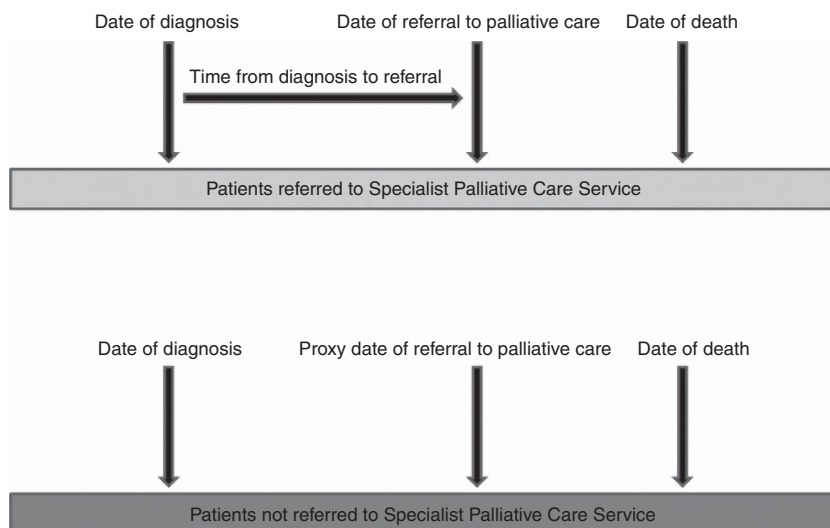 Date of diagnosis Date of referral to palliative care Date of death
Time from diagnosis to referral
Patients referred to Specialist Palliative Care Service
Date of diagnosis Proxy date of referral to palliative care Date of death
Patients not referred to Specialist Palliative Care Service